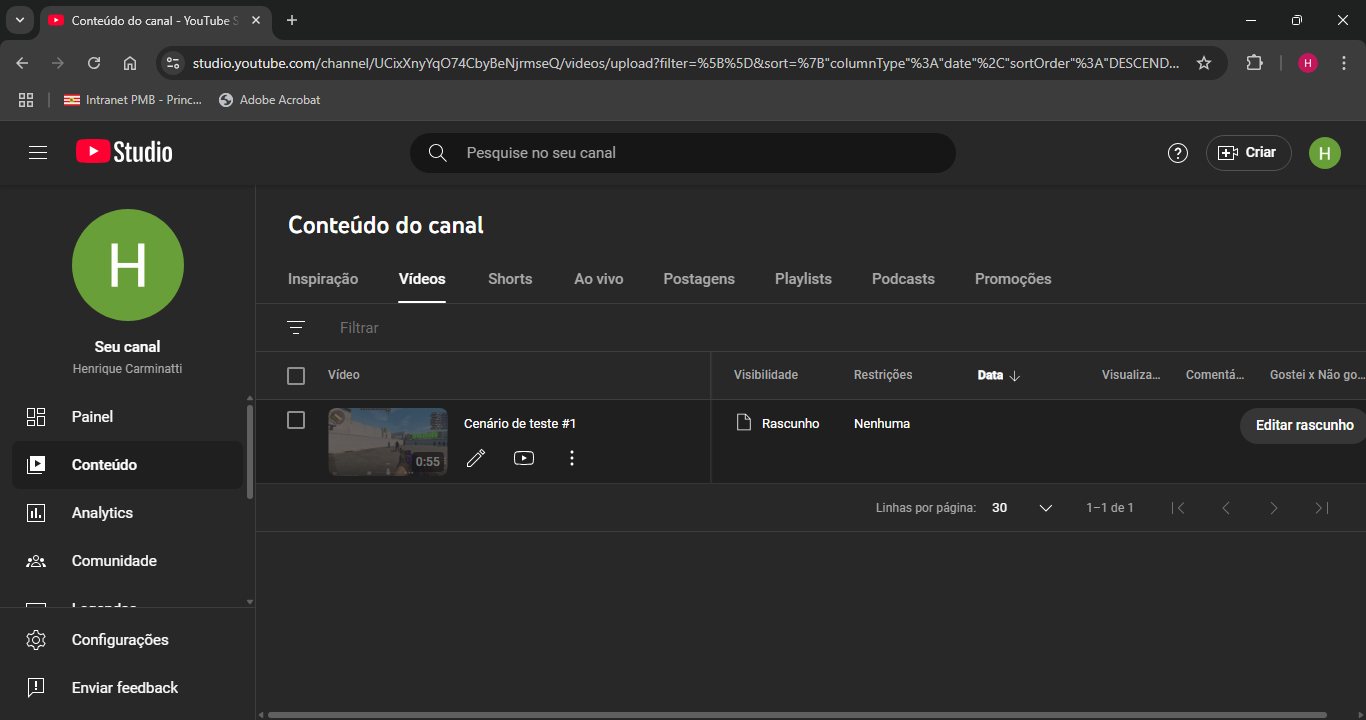 Conteúdo do canal - YouTube S
studio.youtube.com/channel/UCixXnyYqO74CbyBeNjrmseQ/videos/upload?filter=%5B%5D&sort=%7B"columnType"%3A"date"%2C"sortOrder"%3A"DESCEND...
H
Intranet PMB - Princ...
Adobe Acrobat
Studio
Pesquise no seu canal
Criar
H
H
Seu canal
Henrique Carminatti
Painel
Conteúdo
Analytics
Comunidade
Legendas
Configurações
Enviar feedback
Conteúdo do canal
Inspiração Vídeos Shorts Ao vivo Postagens Playlists Podcasts Promoções
Filtrar
Vídeo Visibilidade Restrições Data Visualiza... Comentá... Gostei x Não go...
0:55
Cenário de teste #1
Rascunho Nenhuma Editar rascunho
Linhas por página: 30 1–1 de 1